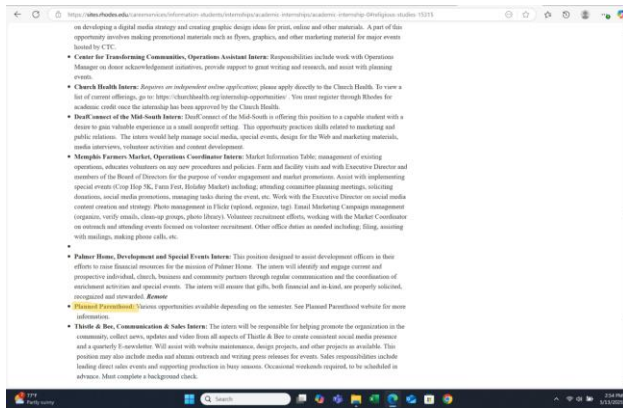 https://sites.rhodes.edu/careerservices/information-students/internships/academic-internships/academic-internship-0#religious-studies-15215
on developing a digital media strategy and creating graphic design ideas for print, online and other materials. A part of this
opportunity involves making promotional materials such as flyers, graphics, and other marketing material for major events
hosted by CTC.
• Center for Transforming Communities, Operations Assistant Intern: Responsibilities include work with Operations
Manager on donor acknowledgement initiatives, provide support to grant writing and research, and assist with planning
events.
• Church Health Intern: Requires an independent online application; please apply directly to the Church Health. To view a
list of current offerings, go to: https://churchhealth.org/internship-opportunities/ . You must register through Rhodes for
academic credit once the internship has been approved by the Church Health.
• DeafConnect of the Mid-South Intern: DeafConnect of the Mid-South is offering this position to a capable student with a
desire to gain valuable experience in a small nonprofit setting. This opportunity practices skills related to marketing and
public relations. The intern would help manage social media, special events, design for the Web and marketing materials,
media interviews, volunteer activities and content development.
• Memphis Farmers Market, Operations Coordinator Intern: Market Information Table; management of existing
operations, educates volunteers on any new procedures and policies. Farm and facility visits and with Executive Director and
members of the Board of Directors for the purpose of vendor engagement and market promotions. Assist with implementing
special events (Crop Hop 5K, Farm Fest, Holiday Market) including; attending committee planning meetings, soliciting
donations, social media promotions, managing tasks during the event, etc. Work with the Executive Director on social media
content creation and strategy. Photo management in Flickr (upload, organize, tag). Email Marketing Campaign management
(organize, verify emails, clean-up groups, photo library). Volunteer recruitment efforts, working with the Market Coordinator
on outreach and attending events focused on volunteer recruitment. Other office duties as needed including; filing, assisting
with mailings, making phone calls, etc.
•
• Palmer Home, Development and Special Events Intern: This position designed to assist development officers in their
efforts to raise financial resources for the mission of Palmer Home. The intern will identify and engage current and
prospective individual, church, business and community partners through regular communication and the coordination of
enrichment activities and special events. The intern will ensure that gifts, both financial and in-kind, are properly solicited,
recognized and stewarded. Remote
• Planned Parenthood: Various opportunities available depending on the semester. See Planned Parenthood website for more
information.
• Thistle & Bee, Communication & Sales Intern: The intern will be responsible for helping promote the organization in the
community, collect news, updates and video from all aspects of Thistle & Bee to create consistent social media presence
and a quarterly E-newsletter. Will assist with website maintenance, design projects, and other projects as available. This
position may also include media and alumni outreach and writing press releases for events. Sales responsibilities include
leading direct sales events and supporting production in busy seasons. Occasional weekends required, to be scheduled in
advance. Must complete a background check.
77°F
Partly sunny
Search
2:54 PM